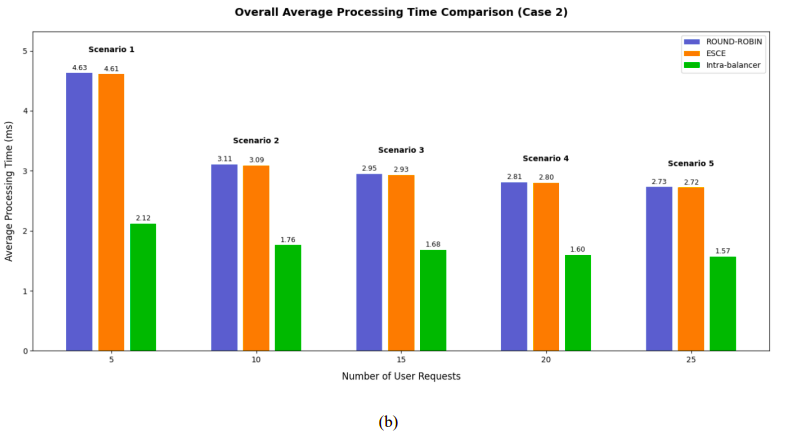 Overall Average Processing Time Comparison (Case 2)
ROUND-ROBIN
ESCE
Intra-balancer
Average Processing Time (ms)
5
4
3
2
1
0
Scenario 1
4.63 4.61 2.12
Scenario 2
3.11 3.09 1.76
Scenario 3
2.95 2.93 1.68
Scenario 4
2.81 2.80 1.60
Scenario 5
2.73 2.72 1.57
5 10 15 20 25
Number of User Requests
(b)